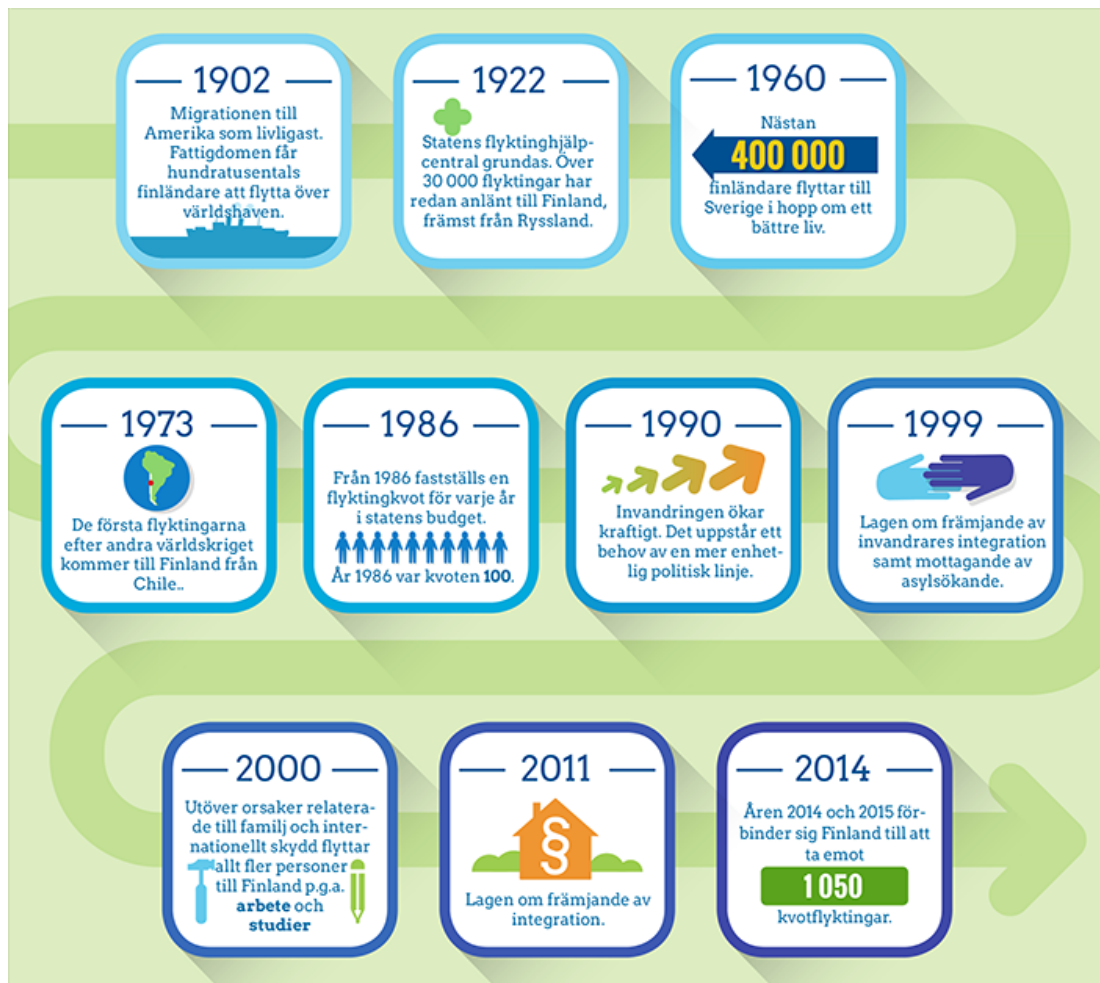 1902
Migrationen till
Amerika som livligast.
Fattigdomen får
hundratusentals
finländare att flytta över
världshaven.
1922
Statens flyktinghjälp-
central grundas. Över
30 000 flyktingar har
redan anlänt till Finland,
främst från Ryssland.
1960
Nästan
400 000
finländare flyttar till
Sverige i hopp om ett
bättre liv.
1973
De första flyktingarna
efter andra världskriget
kommer till Finland från
Chile..
1986
Från 1986 fastställs en
flyktingkvot för varje år
i statens budget.
År 1986 var kvoten 100.
1990
Invandringen ökar
kraftigt. Det uppstår ett
behov av en mer enhet-
lig politisk linje.
1999
Lagen om främjande av
invandrares integration
samt mottagande av
asylsökande.
2000
Utöver orsaker relatera-
de till familj och inter-
nationellt skydd flyttar
allt fler personer
till Finland p.g.a.
arbete och
studier
2011
§
Lagen om främjande av
integration.
2014
Åren 2014 och 2015 för-
binder sig Finland till att
ta emot
1 050
kvotflyktingar.